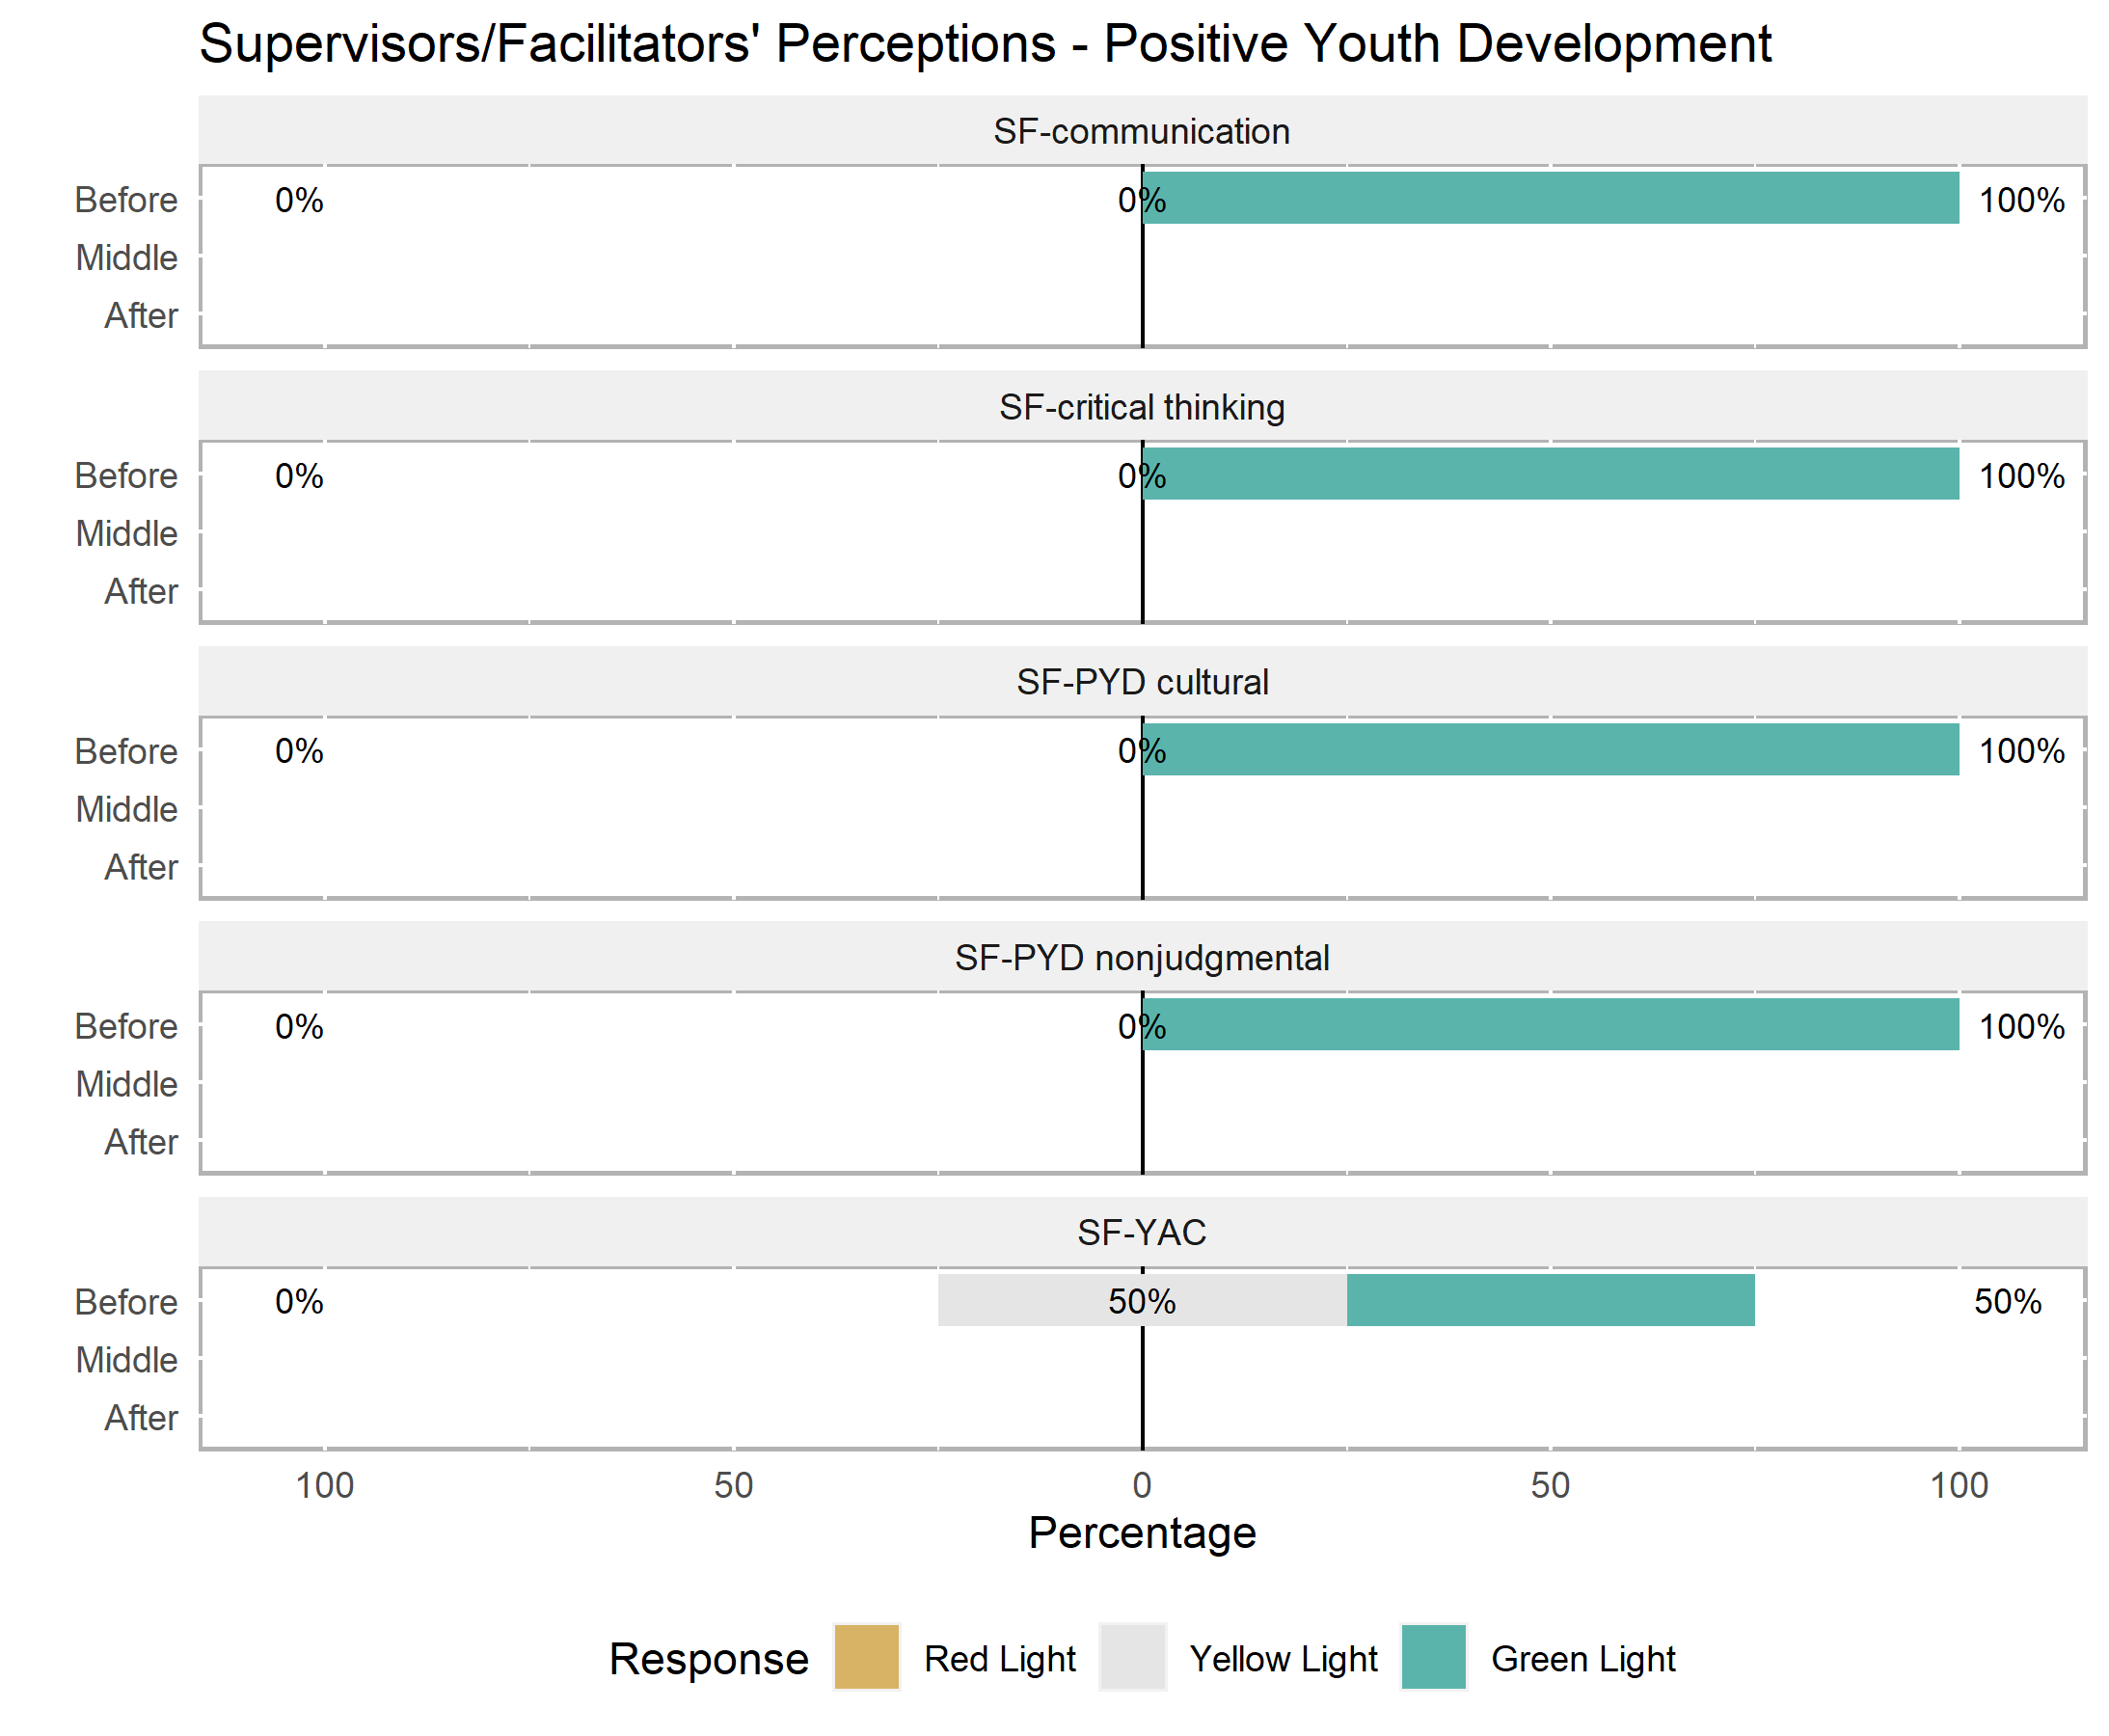 Supervisors/Facilitators' Perceptions - Positive Youth Development
SF-communication
Before 0% 0% 100%
Middle
After
SF-critical thinking
Before 0% 0% 100%
Middle
After
SF-PYD cultural
Before 0% 0% 100%
Middle
After
SF-PYD nonjudgmental
Before 0% 0% 100%
Middle
After
SF-YAC
Before 0% 50% 50%
Middle
After
100 50 0 50 100
Percentage
Response Red Light Yellow Light Green Light